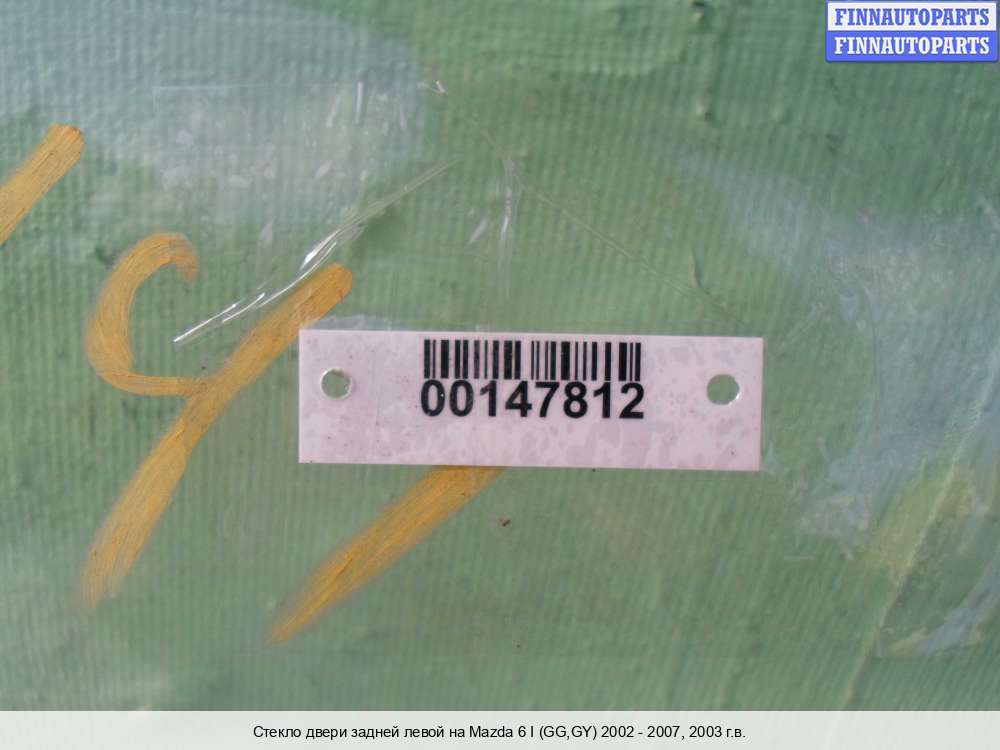 FINNAUTOPARTS
FINNAUTOPARTS
00147812
Стекло двери задней левой на Mazda 6 I (GG,GY) 2002 - 2007, 2003 г.в.